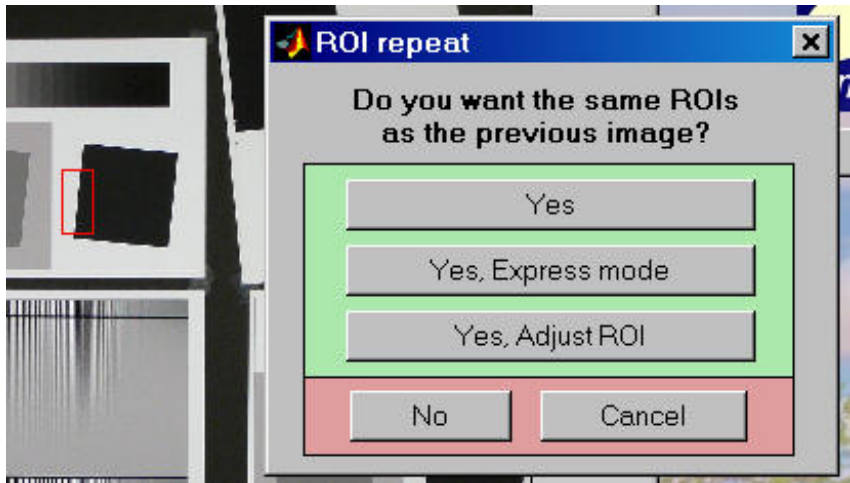 ROI repeat
Do you want the same ROIs
as the previous image?
Yes
Yes, Express mode
Yes, Adjust ROI
No
Cancel